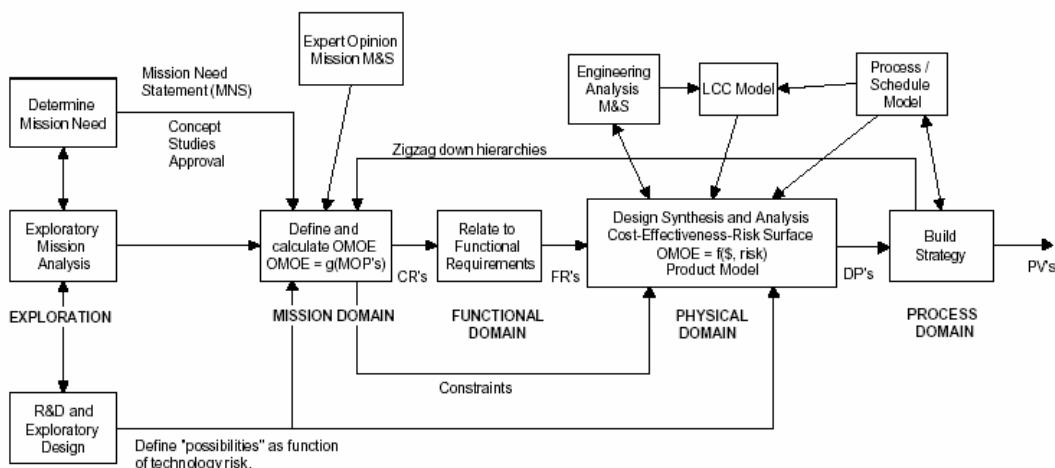 Expert Opinion
Mission M&S
Mission Need
Statement (MNS)
Determine
Mission Need
Concept
Studies
Approval
Engineering
Analysis
M&S
LCC Model
Process /
Schedule
Model
Zigzag down hierarchies
Exploratory
Mission
Analysis
Define and
calculate OMOE
OMOE = g(MOP's)
CR's
Relate to
Functional
Requirements
FR's
Design Synthesis and Analysis
Cost-Effectiveness-Risk Surface
OMOE = f($, risk)
Product Model
DP's
Build
Strategy
PV's
EXPLORATION
MISSION DOMAIN
FUNCTIONAL
DOMAIN
PHYSICAL
DOMAIN
PROCESS
DOMAIN
Constraints
R&D and
Exploratory
Design
Define "possibilities" as function
of technology risk.